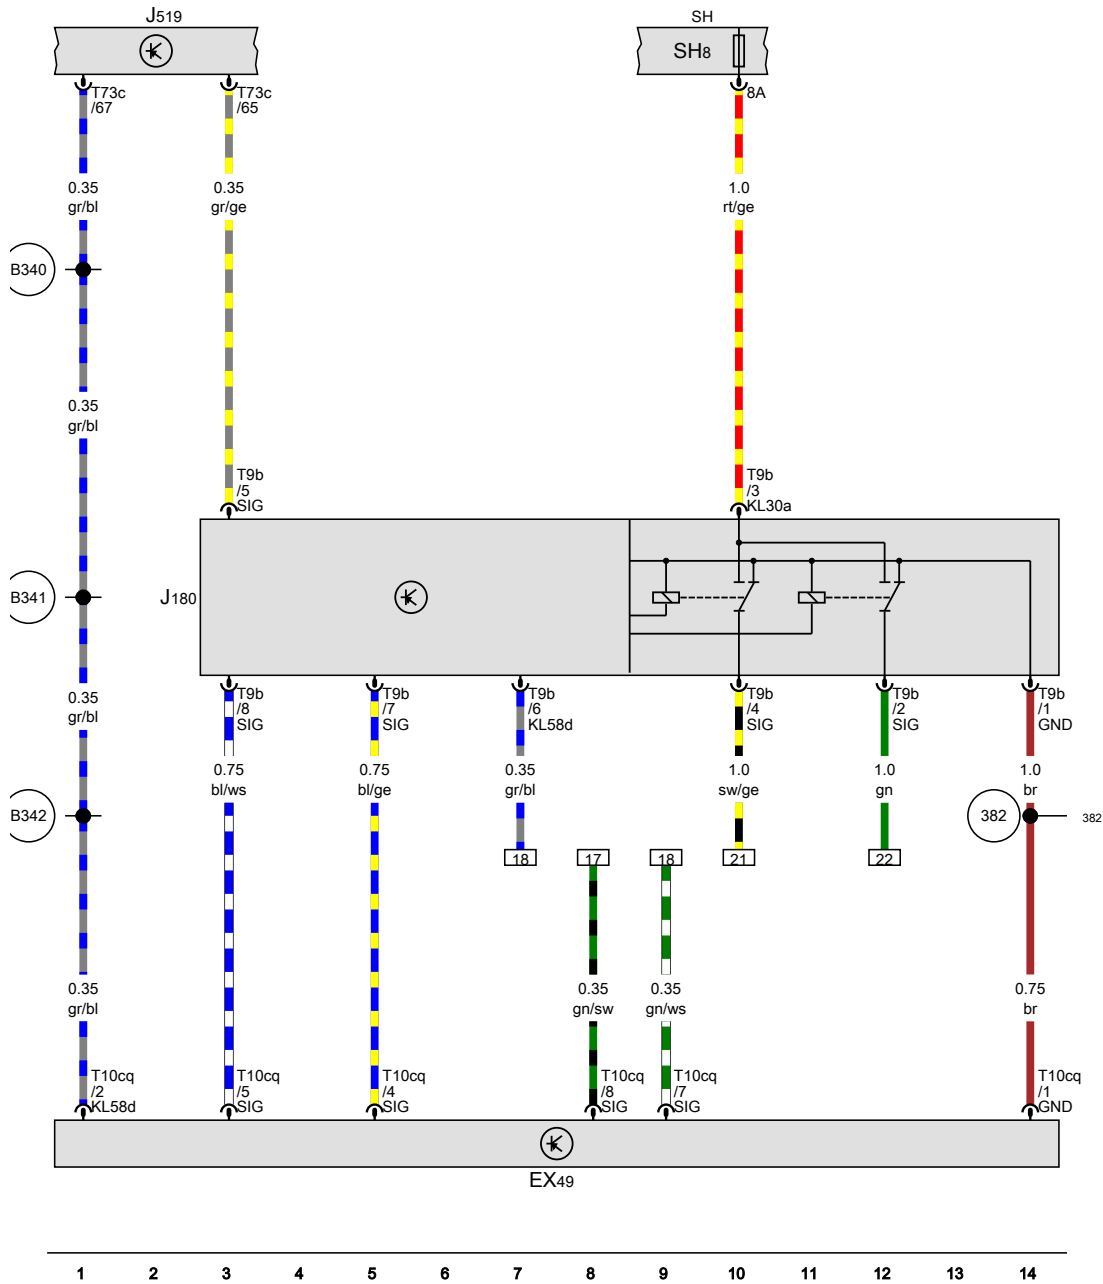 J519
SH
SH8
T73c
/67
T73c
/65
8A
0.35
gr/bl
0.35
gr/ge
1.0
rt/ge
B340
0.35
gr/bl
T9b
/5
SIG
T9b
/3
KL30a
B341
J180
0.35
gr/bl
T9b
/8
SIG
T9b
/7
SIG
T9b
/6
KL58d
T9b
/4
SIG
T9b
/2
SIG
T9b
/1
GND
0.75
bl/ws
0.75
bl/ge
0.35
gr/bl
1.0
sw/ge
1.0
gn
1.0
br
B342
382
382
18
17
18
21
22
0.35
gr/bl
0.35
gn/sw
0.35
gn/ws
0.75
br
T10cq
/2
KL58d
T10cq
/5
SIG
T10cq
/4
SIG
T10cq
/8
SIG
T10cq
/7
SIG
T10cq
/1
GND
EX49
1 2 3 4 5 6 7 8 9 10 11 12 13 14